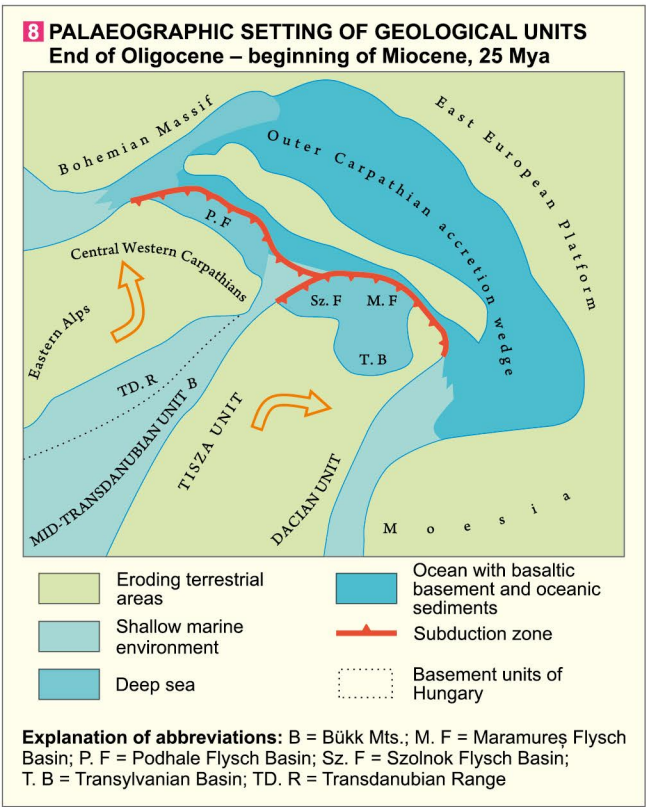 8 PALAEOGRAPHIC SETTING OF GEOLOGICAL UNITS
End of Oligocene – beginning of Miocene, 25 Mya
Bohemian Massif
East European Platform
Outer Carpathian accretion wedge
P. F
Central Western Carpathians
Sz. F
M. F
Eastern Alps
T. B
TD. R
B
MID-TRANSDANUBIAN UNIT
TISZA UNIT
DACIAN UNIT
Moesia
Eroding terrestrial
areas
Shallow marine
environment
Deep sea
Ocean with basaltic
basement and oceanic
sediments
Subduction zone
Basement units of
Hungary
Explanation of abbreviations: B = Bükk Mts.; M. F = Maramureș Flysch
Basin; P. F = Podhale Flysch Basin; Sz. F = Szolnok Flysch Basin;
T. B = Transylvanian Basin; TD. R = Transdanubian Range